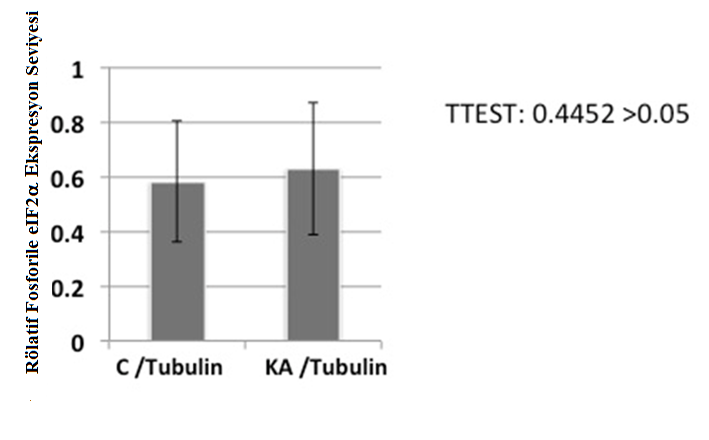 Rölatif Fosforile eIF2α Ekspresyon Seviyesi
1
0.8
0.6
0.4
0.2
0
C /Tubulin
KA /Tubulin
TTEST: 0.4452 >0.05